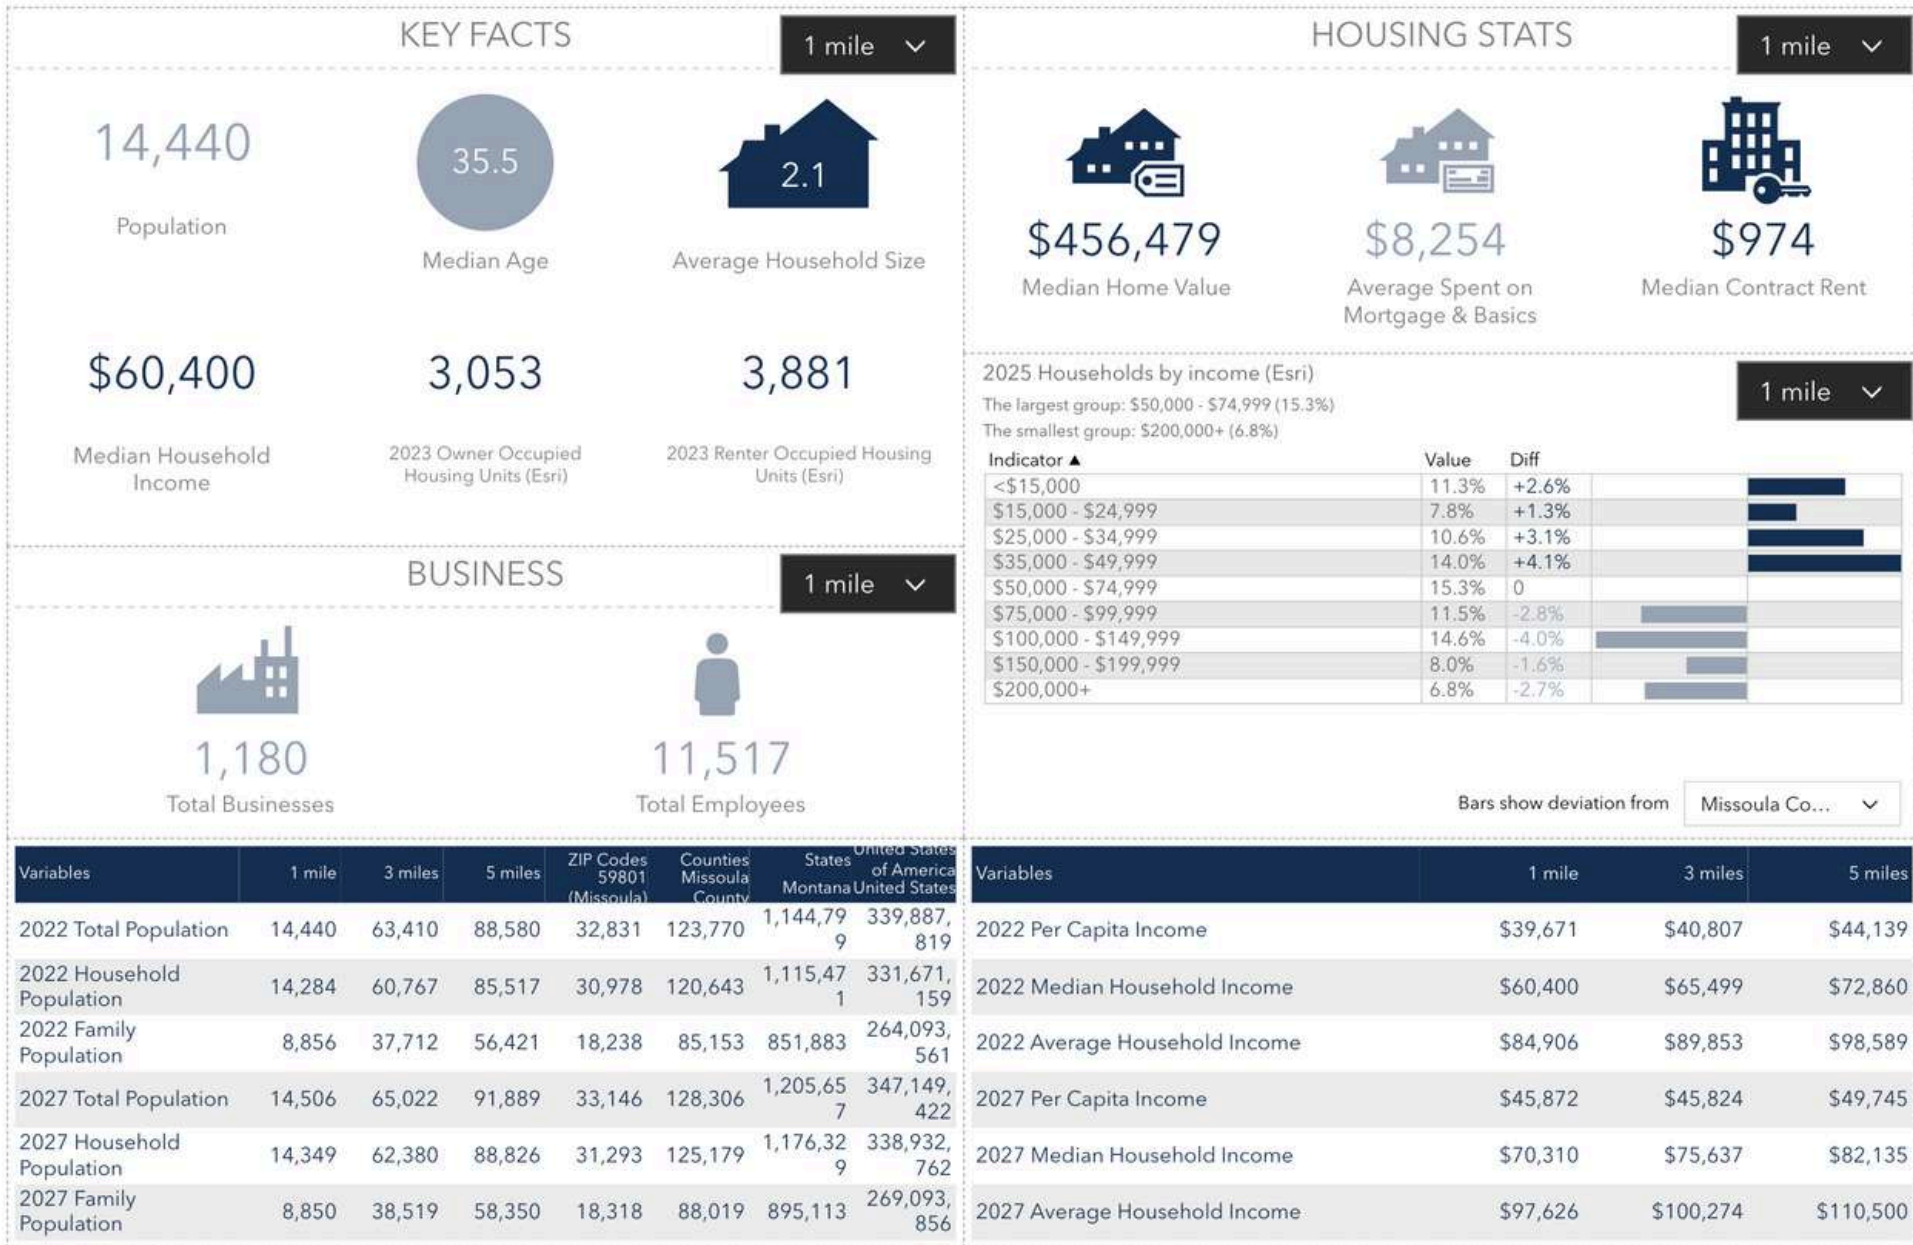 KEY FACTS
1 mile
14,440
Population
35.5
Median Age
2.1
Average Household Size
$60,400
Median Household
Income
3,053
2023 Owner Occupied
Housing Units (Esri)
3,881
2023 Renter Occupied Housing
Units (Esri)
HOUSING STATS
1 mile
$456,479
Median Home Value
$8,254
Average Spent on
Mortgage & Basics
$974
Median Contract Rent
2025 Households by income (Esri)
The largest group: $50,000 - $74,999 (15.3%)
The smallest group: $200,000+ (6.8%)
1 mile
Indicator ▲ Value Diff
<$15,000 11.3% +2.6%
$15,000 - $24,999 7.8% +1.3%
$25,000 - $34,999 10.6% +3.1%
$35,000 - $49,999 14.0% +4.1%
$50,000 - $74,999 15.3% 0
$75,000 - $99,999 11.5% -2.8%
$100,000 - $149,999 14.6% -4.0%
$150,000 - $199,999 8.0% -1.6%
$200,000+ 6.8% -2.7%
Bars show deviation from Missoula Co...
BUSINESS
1 mile
1,180
Total Businesses
11,517
Total Employees
Variables 1 mile 3 miles 5 miles ZIP Codes 59801 (Missoula) Counties Missoula County States Montana United States of America United States
2022 Total Population 14,440 63,410 88,580 32,831 123,770 1,144,799 339,887,819
2022 Household Population 14,284 60,767 85,517 30,978 120,643 1,115,471 331,671,159
2022 Family Population 8,856 37,712 56,421 18,238 85,153 851,883 264,093,561
2027 Total Population 14,506 65,022 91,889 33,146 128,306 1,205,657 347,149,422
2027 Household Population 14,349 62,380 88,826 31,293 125,179 1,176,329 338,932,762
2027 Family Population 8,850 38,519 58,350 18,318 88,019 895,113 269,093,856
Variables 1 mile 3 miles 5 miles
2022 Per Capita Income $39,671 $40,807 $44,139
2022 Median Household Income $60,400 $65,499 $72,860
2022 Average Household Income $84,906 $89,853 $98,589
2027 Per Capita Income $45,872 $45,824 $49,745
2027 Median Household Income $70,310 $75,637 $82,135
2027 Average Household Income $97,626 $100,274 $110,500